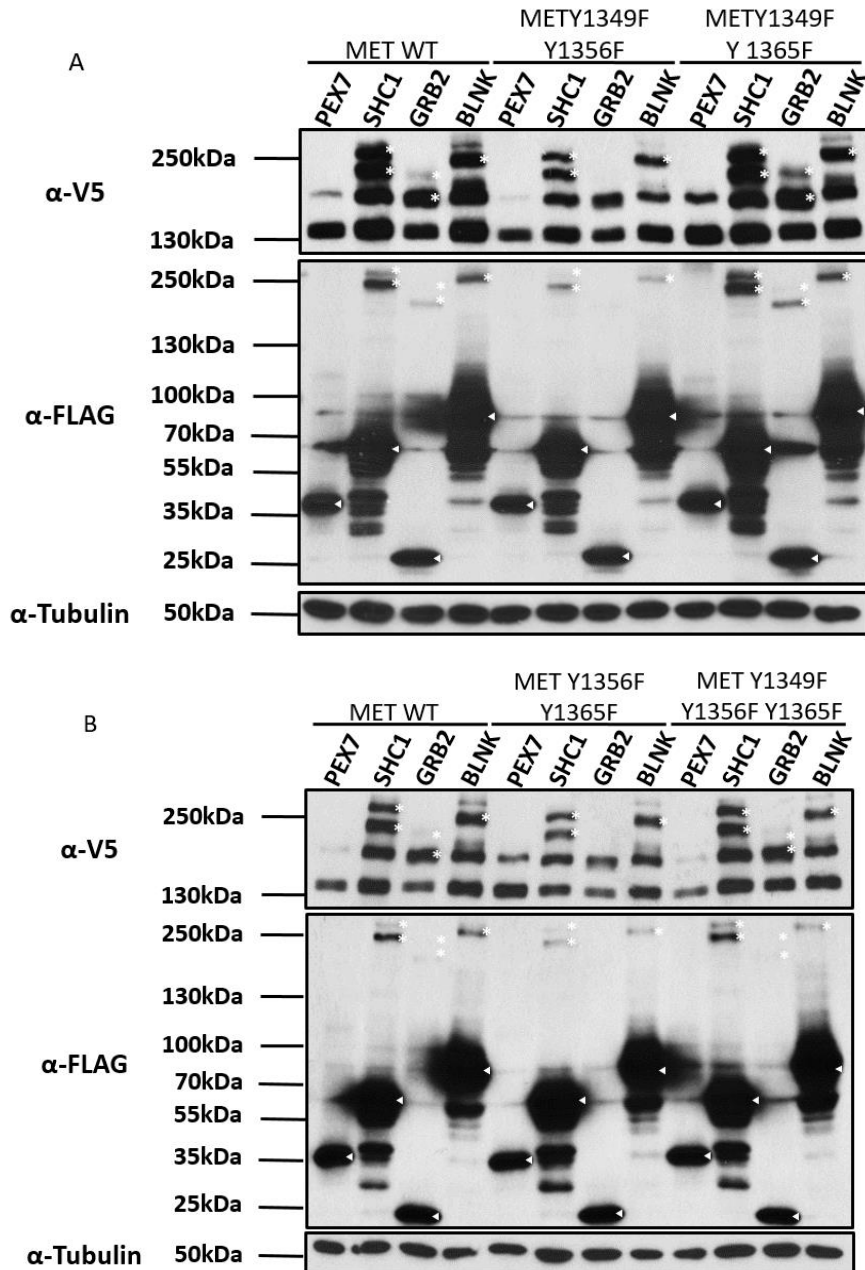 A
MET WT
METY1349F
Y1356F
METY1349F
Y 1365F
PEX7 SHC1 GRB2 BLNK PEX7 SHC1 GRB2 BLNK PEX7 SHC1 GRB2 BLNK
α-V5
250kDa
130kDa
α-FLAG
250kDa
130kDa
100kDa
70kDa
55kDa
35kDa
25kDa
α-Tubulin 50kDa
B
MET WT
MET Y1356F
Y1365F
MET Y1349F
Y1356F Y1365F
PEX7 SHC1 GRB2 BLNK PEX7 SHC1 GRB2 BLNK PEX7 SHC1 GRB2 BLNK
α-V5
250kDa
130kDa
α-FLAG
250kDa
130kDa
100kDa
70kDa
55kDa
35kDa
25kDa
α-Tubulin 50kDa